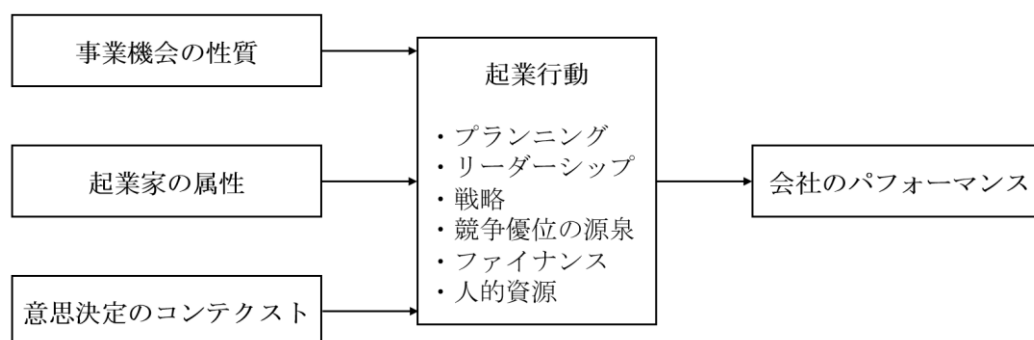 事業機会の性質
起業家の属性
意思決定のコンテクスト
起業行動
・プランニング
・リーダーシップ
・戦略
・競争優位の源泉
・ファイナンス
・人的資源
会社のパフォーマンス